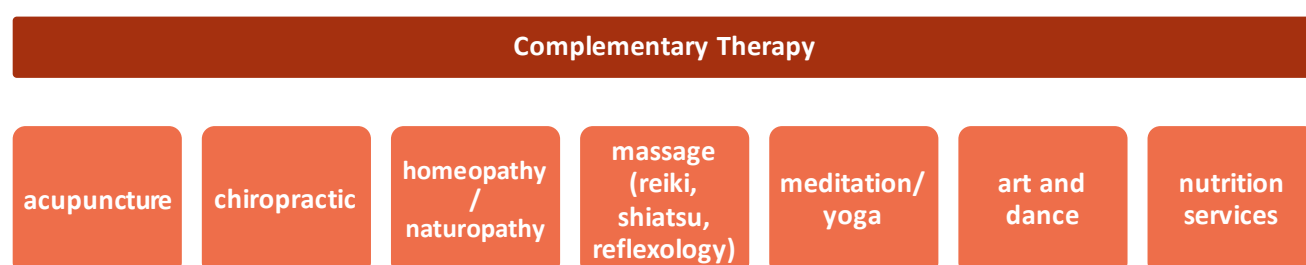 Complementary Therapy
acupuncture
chiropractic
homeopathy
/
naturopathy
massage
(reiki,
shiatsu,
reflexology)
meditation/
yoga
art and
dance
nutrition
services